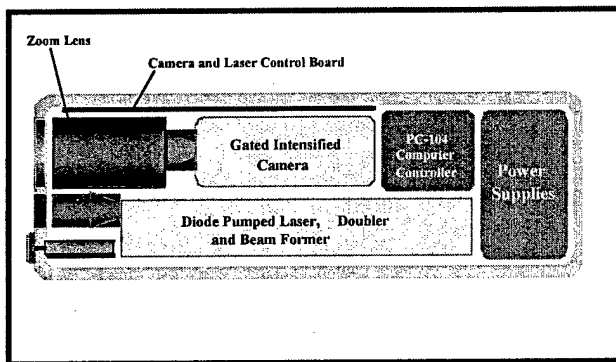 Zoom Lens
Camera and Laser Control Board
Gated Intensified
Camera
PC-104
Computer
Controller
Power
Supplies
Diode Pumped Laser, Doubler
and Beam Former